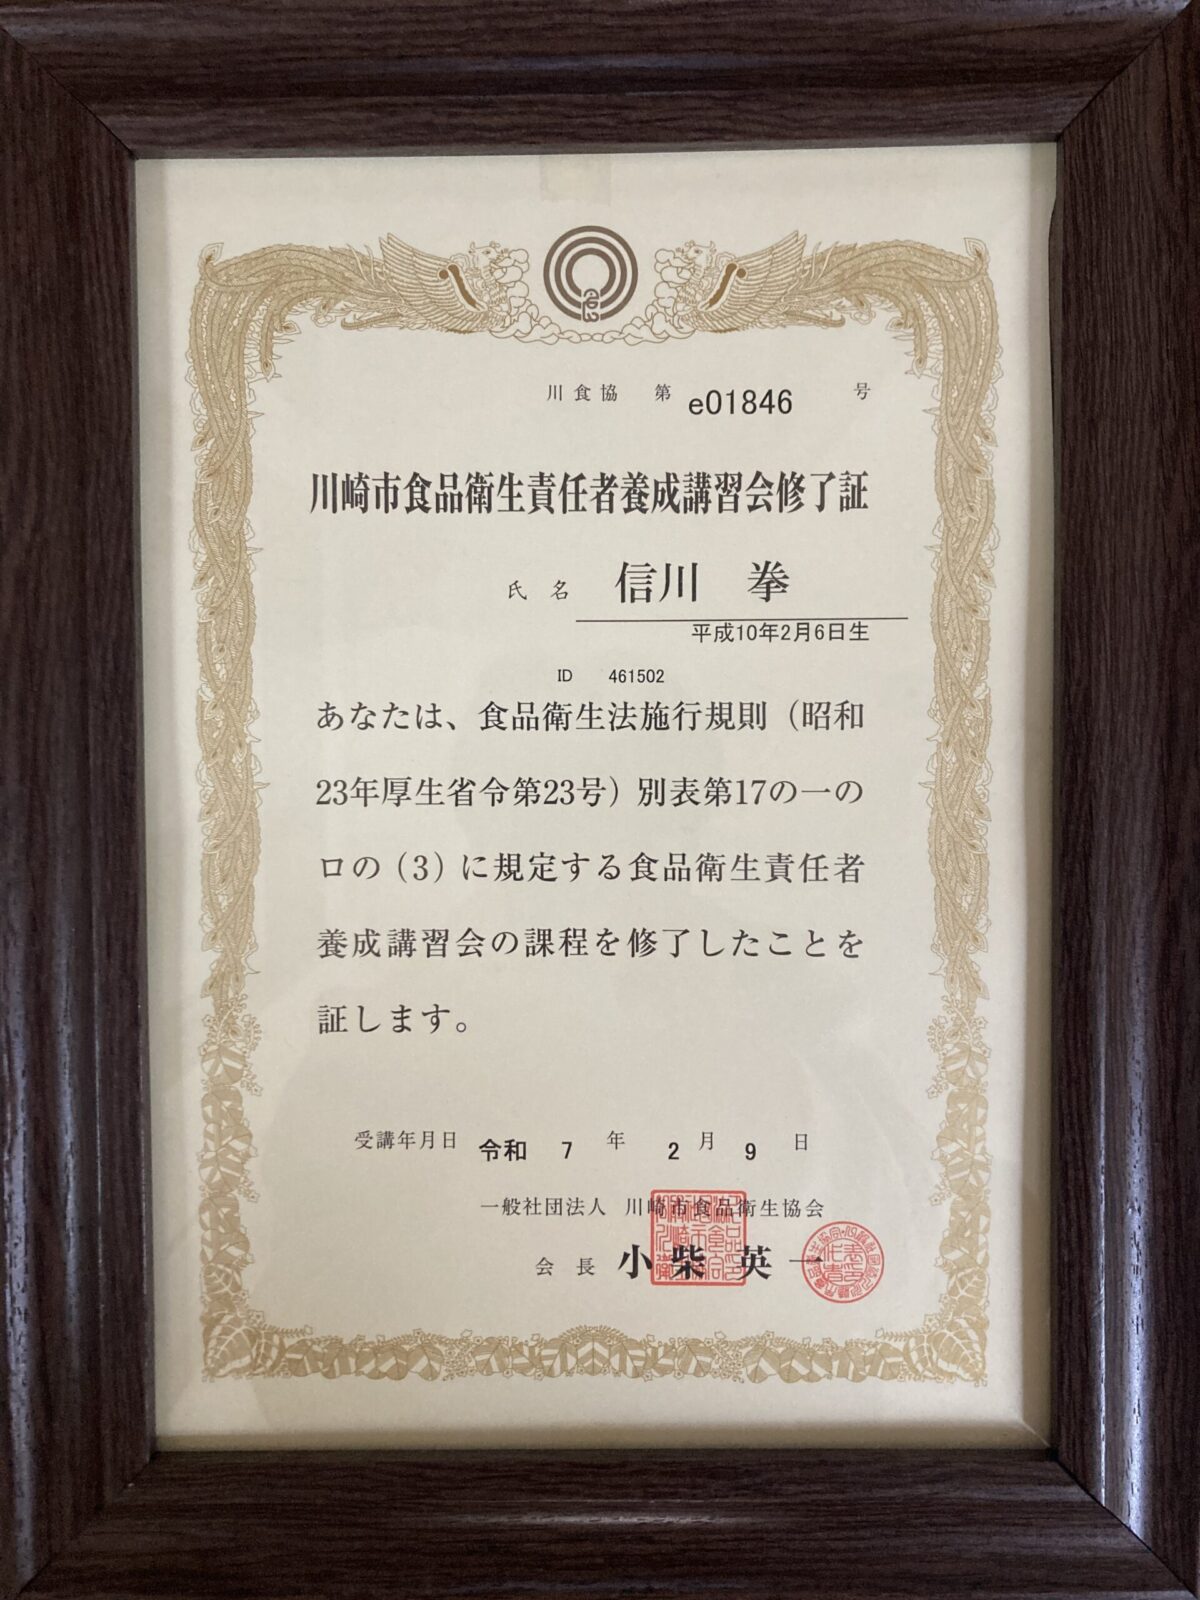 川食協 第 e01846 号
川崎市食品衛生責任者養成講習会修了証
氏名 信川 拳
平成10年2月6日生
ID 461502
あなたは、食品衛生法施行規則（昭和
23年厚生省令第23号）別表第17の一の
ロの（3）に規定する食品衛生責任者
養成講習会の課程を修了したことを
証します。
受講年月日 令和 7 年 2 月 9 日
一般社団法人 川崎市食品衛生協会
会長 小柴 英一